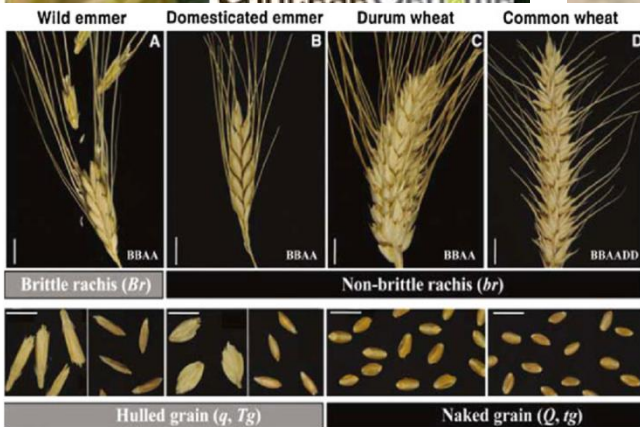 Wild emmer
Domesticated emmer
Durum wheat
Common wheat
A
B
C
D
BBAA
BBAA
BBAA
BBAADD
Brittle rachis (Br)
Non-brittle rachis (br)
Hulled grain (q, Tg)
Naked grain (Q, tg)